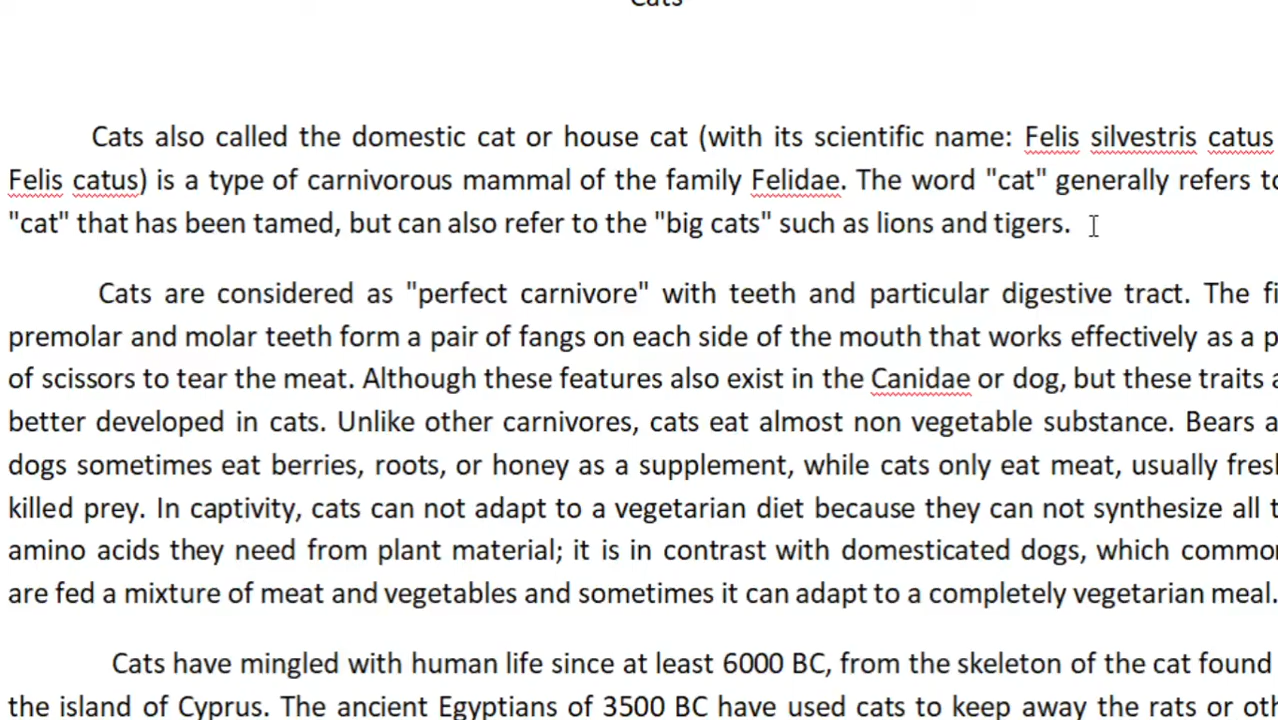 Cats
Cats also called the domestic cat or house cat (with its scientific name: Felis silvestris catus
Felis catus) is a type of carnivorous mammal of the family Felidae. The word "cat" generally refers to
"cat" that has been tamed, but can also refer to the "big cats" such as lions and tigers.
Cats are considered as "perfect carnivore" with teeth and particular digestive tract. The
premolar and molar teeth form a pair of fangs on each side of the mouth that works effectively as a
of scissors to tear the meat. Although these features also exist in the Canidae or dog, but these traits
better developed in cats. Unlike other carnivores, cats eat almost non vegetable substance. Bears
dogs sometimes eat berries, roots, or honey as a supplement, while cats only eat meat, usually
killed prey. In captivity, cats can not adapt to a vegetarian diet because they can not synthesize all
amino acids they need from plant material; it is in contrast with domesticated dogs, which
are fed a mixture of meat and vegetables and sometimes it can adapt to a completely vegetarian meal.
Cats have mingled with human life since at least 6000 BC, from the skeleton of the cat found
the island of Cyprus. The ancient Egyptians of 3500 BC have used cats to keep away the rats or